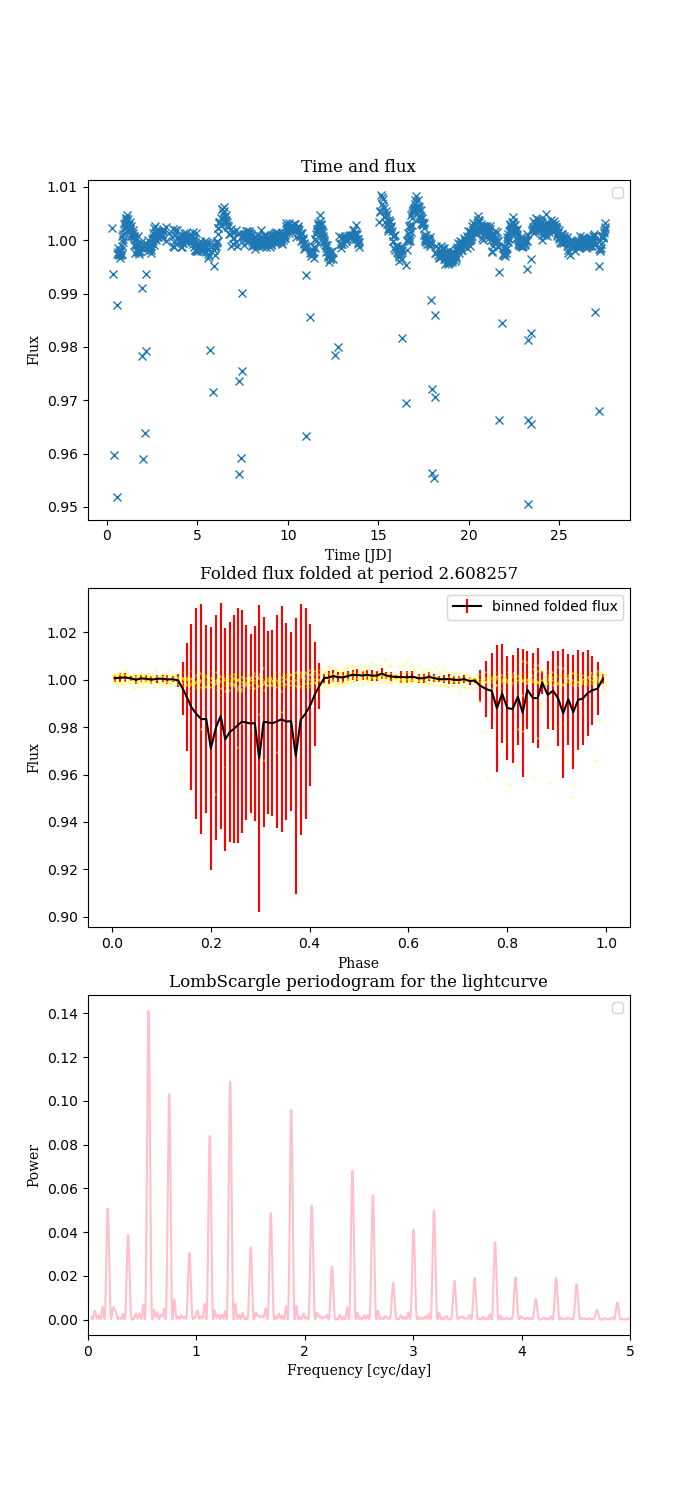 Time and flux
1.01
1.00
0.99
0.98
0.97
0.96
0.95
Flux
0 5 10 15 20 25
Time [JD]
Folded flux folded at period 2.608257
binned folded flux
1.02
1.00
0.98
0.96
0.94
0.92
0.90
Flux
0.0 0.2 0.4 0.6 0.8 1.0
Phase
LombScargle periodogram for the lightcurve
0.14
0.12
0.10
0.08
0.06
0.04
0.02
0.00
Power
0 1 2 3 4 5
Frequency [cyc/day]